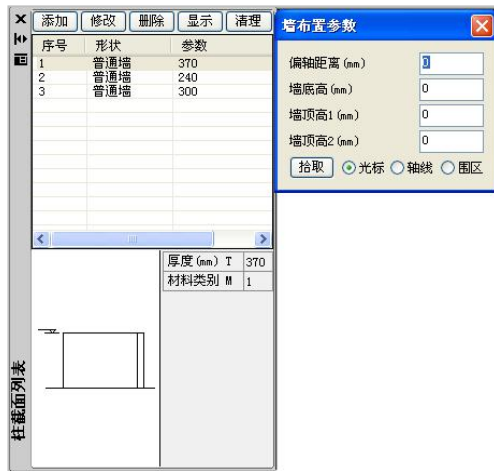 添加 修改 删除 显示 清理
序号 形状 参数
1 普通墙 370
2 普通墙 240
3 普通墙 300
厚度(mm) T 370
材料类别 M 1
柱截面列表
墙布置参数
偏轴距离(mm) 0
墙底高(mm) 0
墙顶高1(mm) 0
墙顶高2(mm) 0
拾取 光标 轴线 围区